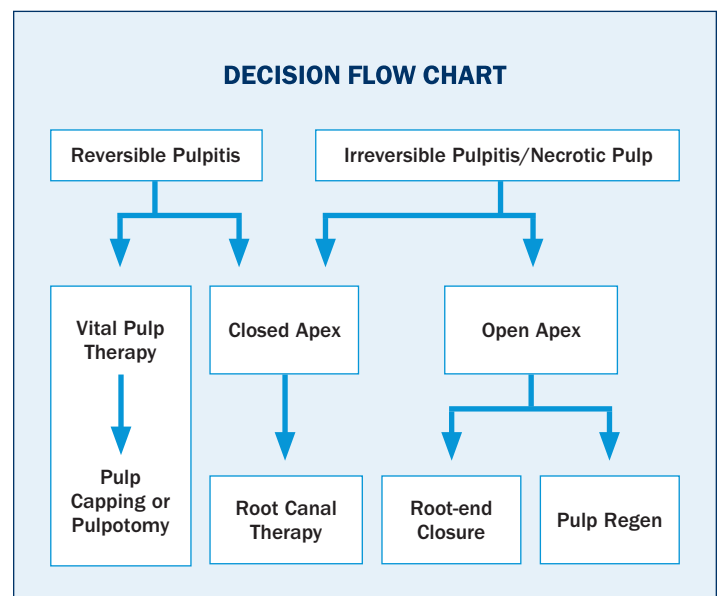 DECISION FLOW CHART
Reversible Pulpitis
Irreversible Pulpitis/Necrotic Pulp
Vital Pulp
Therapy
Closed Apex
Open Apex
Pulp
Capping or
Pulpotomy
Root Canal
Therapy
Root-end
Closure
Pulp Regen